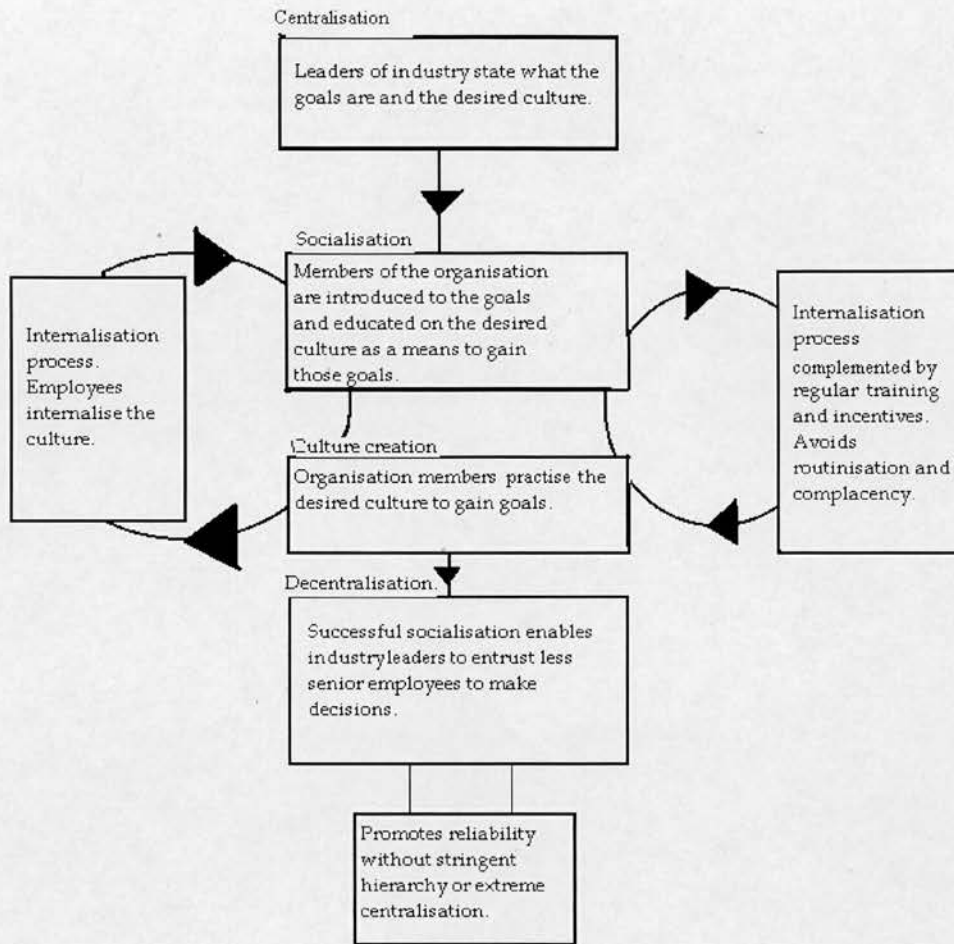 Centralisation
Leaders of industry state what the
goals are and the desired culture.
Socialisation
Members of the organisation
are introduced to the goals
and educated on the desired
culture as a means to gain
those goals.
Internalisation
process.
Employees
internalise the
culture.
Internalisation
process
complemented by
regular training
and incentives.
Avoids
routinisation and
complacency.
Culture creation
Organisation members practise the
desired culture to gain goals.
Decentralisation.
Successful socialisation enables
industryleaders to entrust less
senior employees to make
decisions.
Promotes reliability
without stringent
hierarchy or extreme
centralisation.